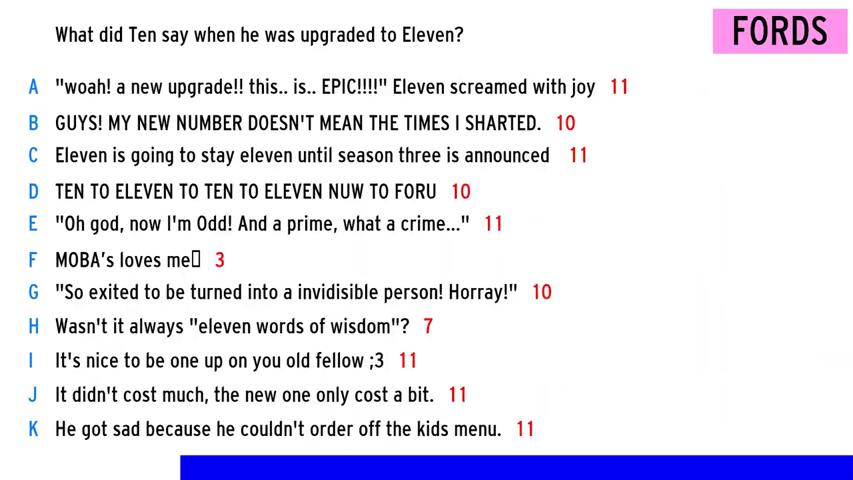 What did Ten say when he was upgraded to Eleven?
FORDS
A "woah! a new upgrade!! this.. is.. EPIC!!!!" Eleven screamed with joy 11
B GUYS! MY NEW NUMBER DOESN'T MEAN THE TIMES I SHARTED. 10
C Eleven is going to stay eleven until season three is announced 11
D TEN TO ELEVEN TO TEN TO ELEVEN NUW TO FORU 10
E "Oh god, now I'm Odd! And a prime, what a crime..." 11
F MOBA’s loves me▯ 3
G "So exited to be turned into a invidisible person! Horray!" 10
H Wasn't it always "eleven words of wisdom"? 7
I It's nice to be one up on you old fellow ;3 11
J It didn't cost much, the new one only cost a bit. 11
K He got sad because he couldn't order off the kids menu. 11